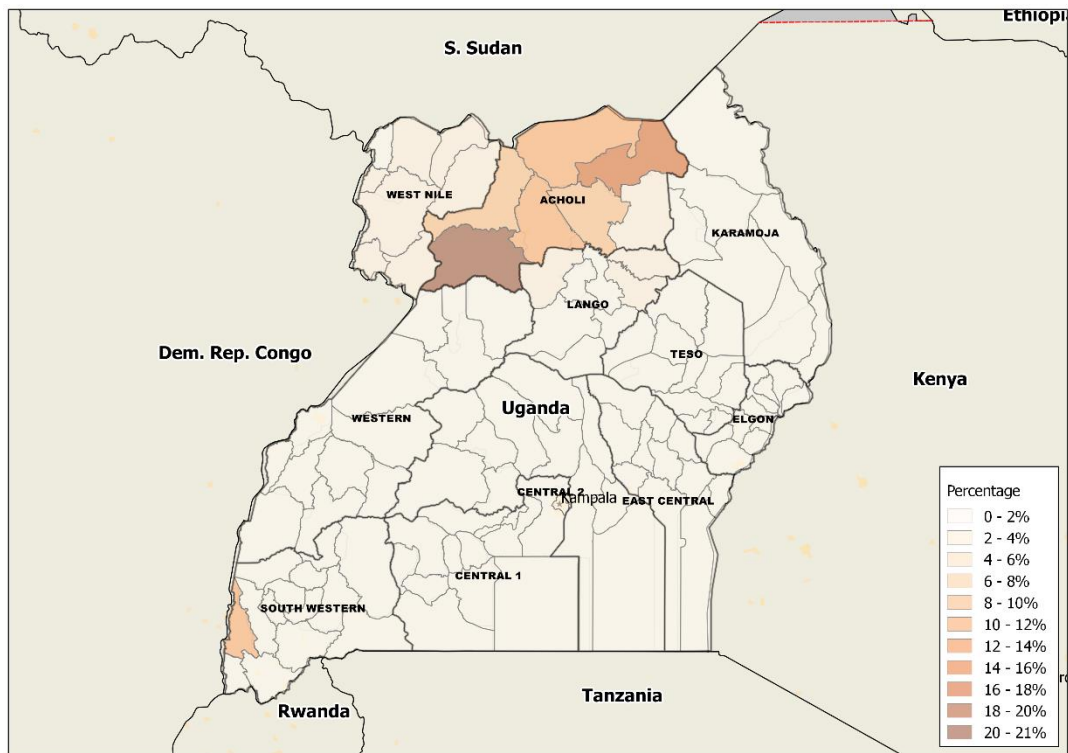 Ethiopia
S. Sudan
WEST NILE
ACHOLI
KARAMOJA
LANGO
Dem. Rep. Congo
TESO
Kenya
Uganda
WESTERN
ELGON
CENTRAL 2
Kampala
EAST CENTRAL
CENTRAL 1
SOUTH WESTERN
Tanzania
Rwanda
Percentage
0 - 2%
2 - 4%
4 - 6%
6 - 8%
8 - 10%
10 - 12%
12 - 14%
14 - 16%
16 - 18%
18 - 20%
20 - 21%